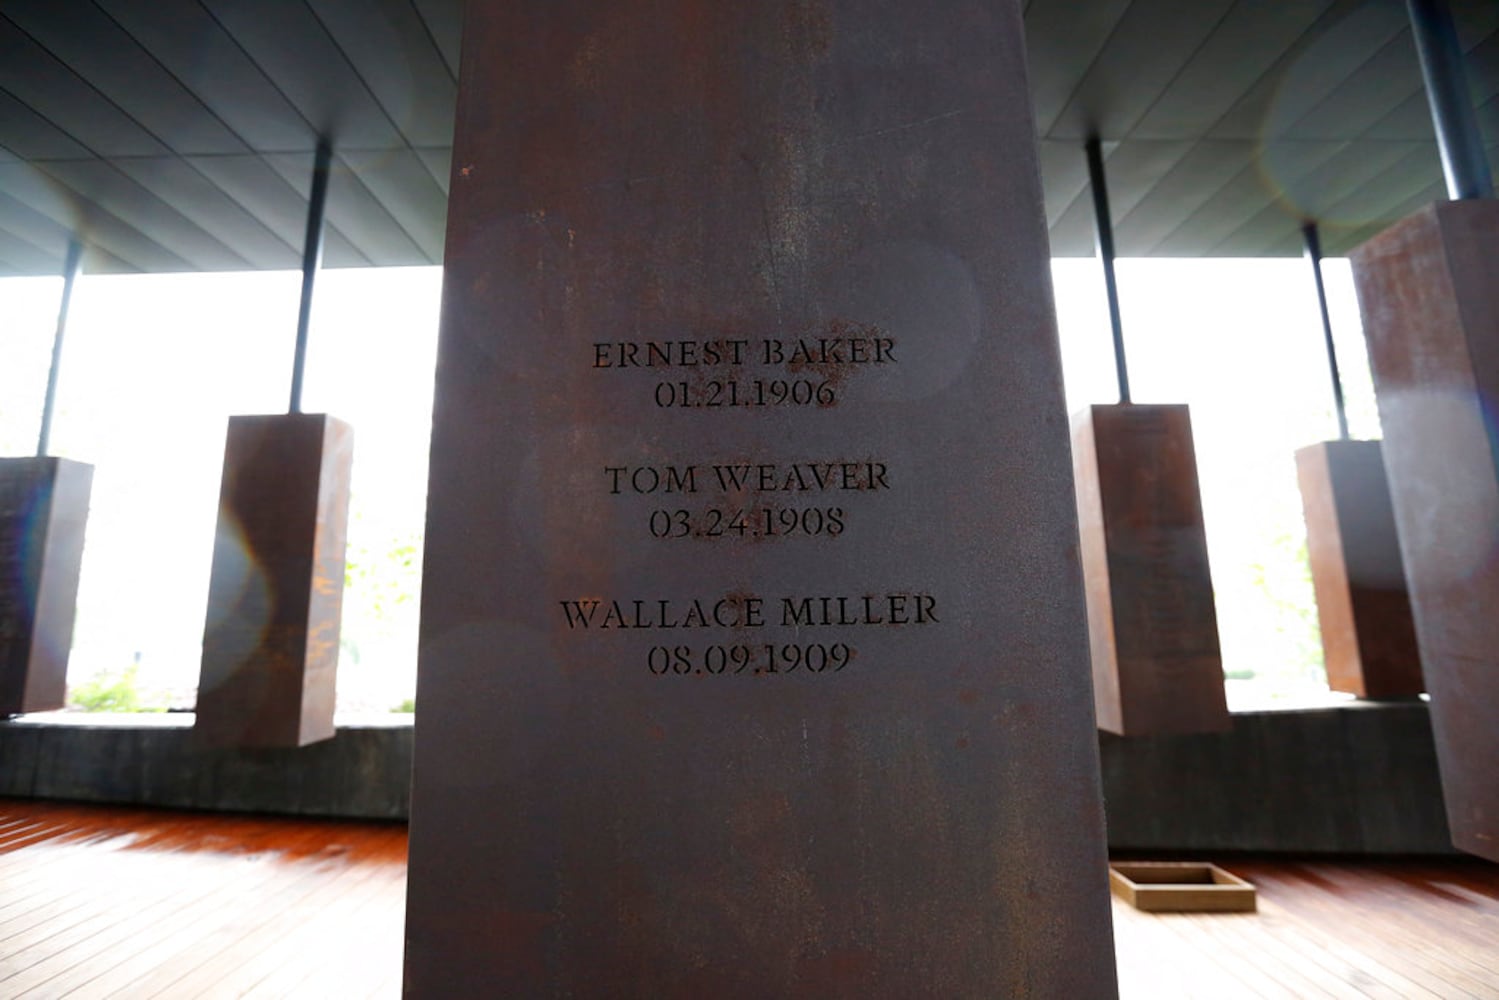 ERNEST BAKER
01.21.1906
TOM WEAVER
03.24.1908
WALLACE MILLER
08.09.1909